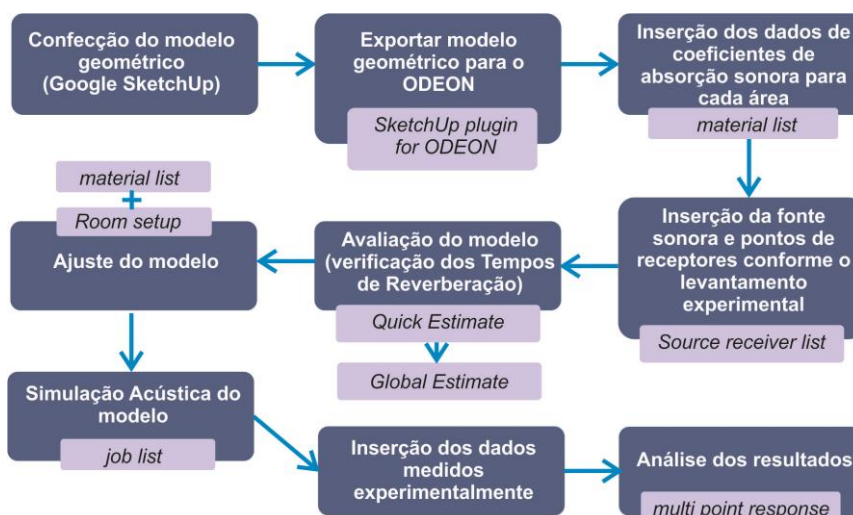 Confecção do modelo
geométrico
(Google SketchUp)
Exportar modelo
geométrico para o
ODEON
SketchUp plugin
for ODEON
Inserção dos dados de
coeficientes de
absorção sonora para
cada área
material list
Inserção da fonte
sonora e pontos de
receptores conforme o
levantamento
experimental
Source receiver list
Avaliação do modelo
(verificação dos Tempos
de Reverberação)
Quick Estimate
Global Estimate
material list
+
Room setup
Ajuste do modelo
Simulação Acústica do
modelo
job list
Inserção dos dados
medidos
experimentalmente
Análise dos resultados
multi point response